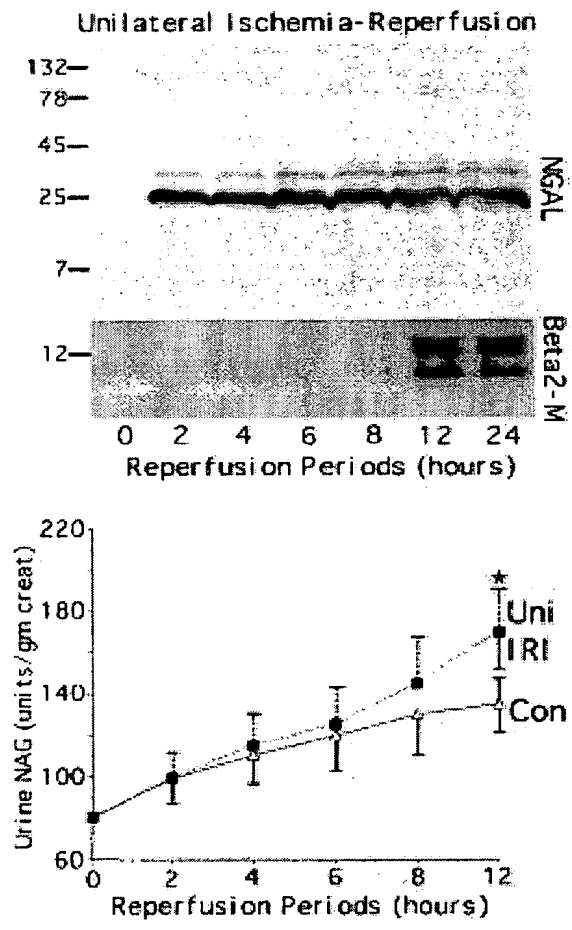 Unilateral Ischemia-Reperfusion
132
78
45
25
7
NGAL
12
Beta2-M
0 2 4 6 8 12 24
Reperfusion Periods (hours)
220
180
140
100
60
Urine NAG (units/gm creat)
★
Uni
IRI
Con
0 2 4 6 8 10 12
Reperfusion Periods (hours)